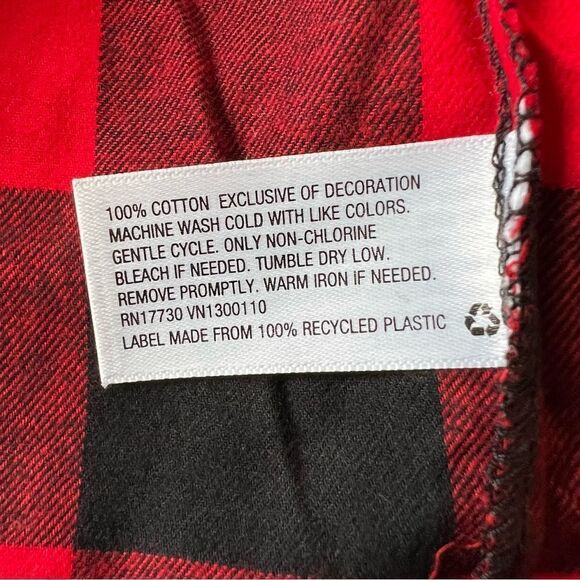 100% COTTON EXCLUSIVE OF DECORATION
MACHINE WASH COLD WITH LIKE COLORS.
GENTLE CYCLE. ONLY NON-CHLORINE
BLEACH IF NEEDED. TUMBLE DRY LOW.
REMOVE PROMPTLY. WARM IRON IF NEEDED.
RN17730 VN1300110
LABEL MADE FROM 100% RECYCLED PLASTIC